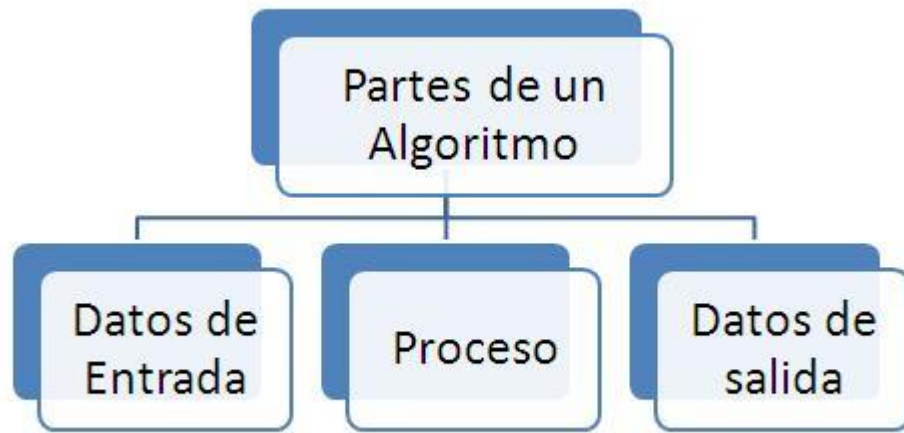 Partes de un
Algoritmo
Datos de
Entrada
Proceso
Datos de
salida